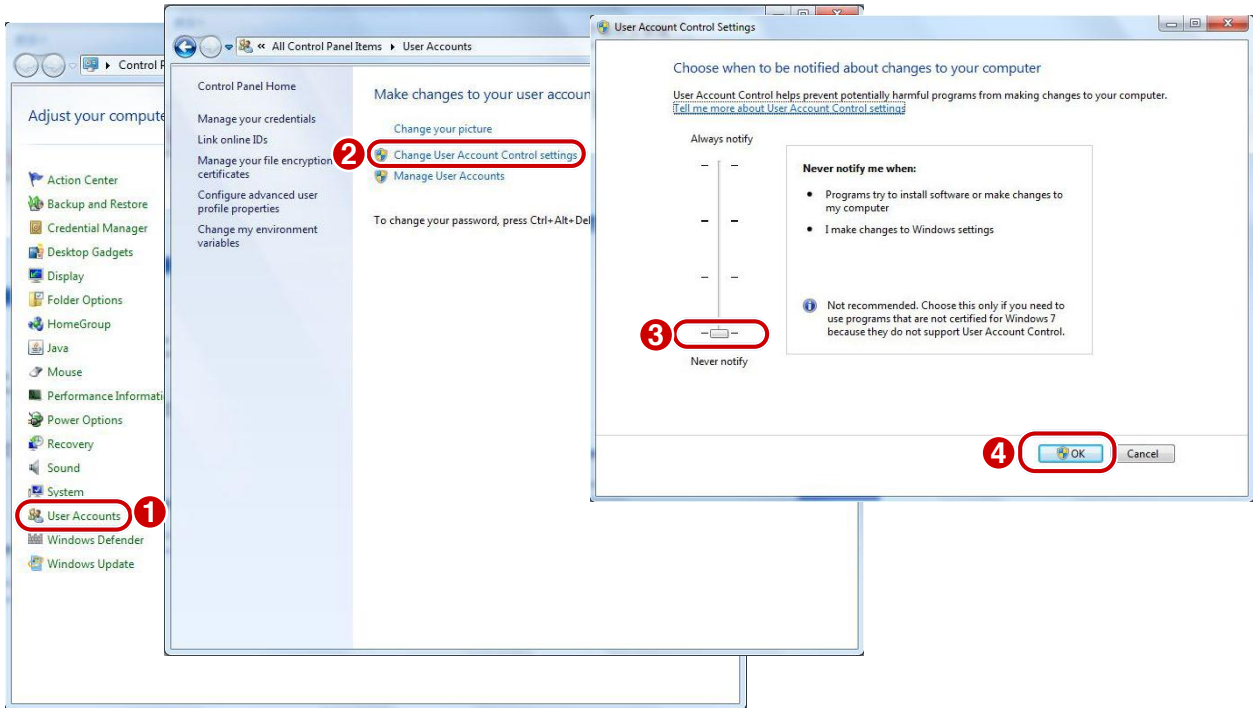 Control P
Adjust your compute
Action Center
Backup and Restore
Credential Manager
Desktop Gadgets
Display
Folder Options
HomeGroup
Java
Mouse
Performance Informati
Power Options
Recovery
Sound
System
User Accounts
1
Windows Defender
Windows Update
« All Control Panel Items ▸ User Accounts
Control Panel Home
Manage your credentials
Link online IDs
Manage your file encryption
certificates
Configure advanced user
profile properties
Change my environment
variables
Make changes to your user accoun
Change your picture
2
Change User Account Control settings
Manage User Accounts
To change your password, press Ctrl+Alt+Del
User Account Control Settings
Choose when to be notified about changes to your computer
User Account Control helps prevent potentially harmful programs from making changes to your computer.
Tell me more about User Account Control settings
Always notify
3
Never notify
Never notify me when:
• Programs try to install software or make changes to
my computer
• I make changes to Windows settings
Not recommended. Choose this only if you need to
use programs that are not certified for Windows 7
because they do not support User Account Control.
4
OK
Cancel